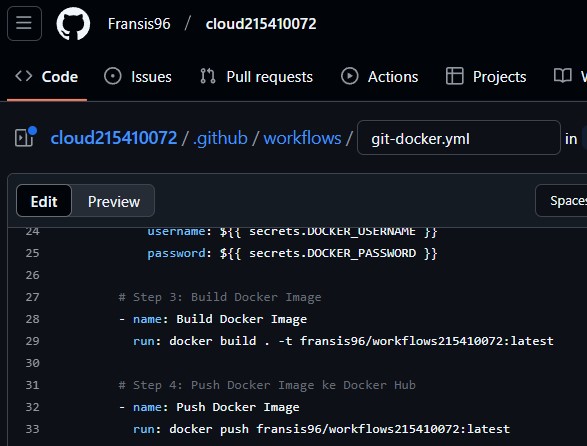 Fransis96 / cloud215410072
<> Code Issues Pull requests Actions Projects W
cloud215410072 / .github / workflows / git-docker.yml in
Edit Preview Spaces
24 username: ${{ secrets.DOCKER_USERNAME }}
25 password: ${{ secrets.DOCKER_PASSWORD }}
26
27 # Step 3: Build Docker Image
28 - name: Build Docker Image
29 run: docker build . -t fransis96/workflows215410072:latest
30
31 # Step 4: Push Docker Image ke Docker Hub
32 - name: Push Docker Image
33 run: docker push fransis96/workflows215410072:latest